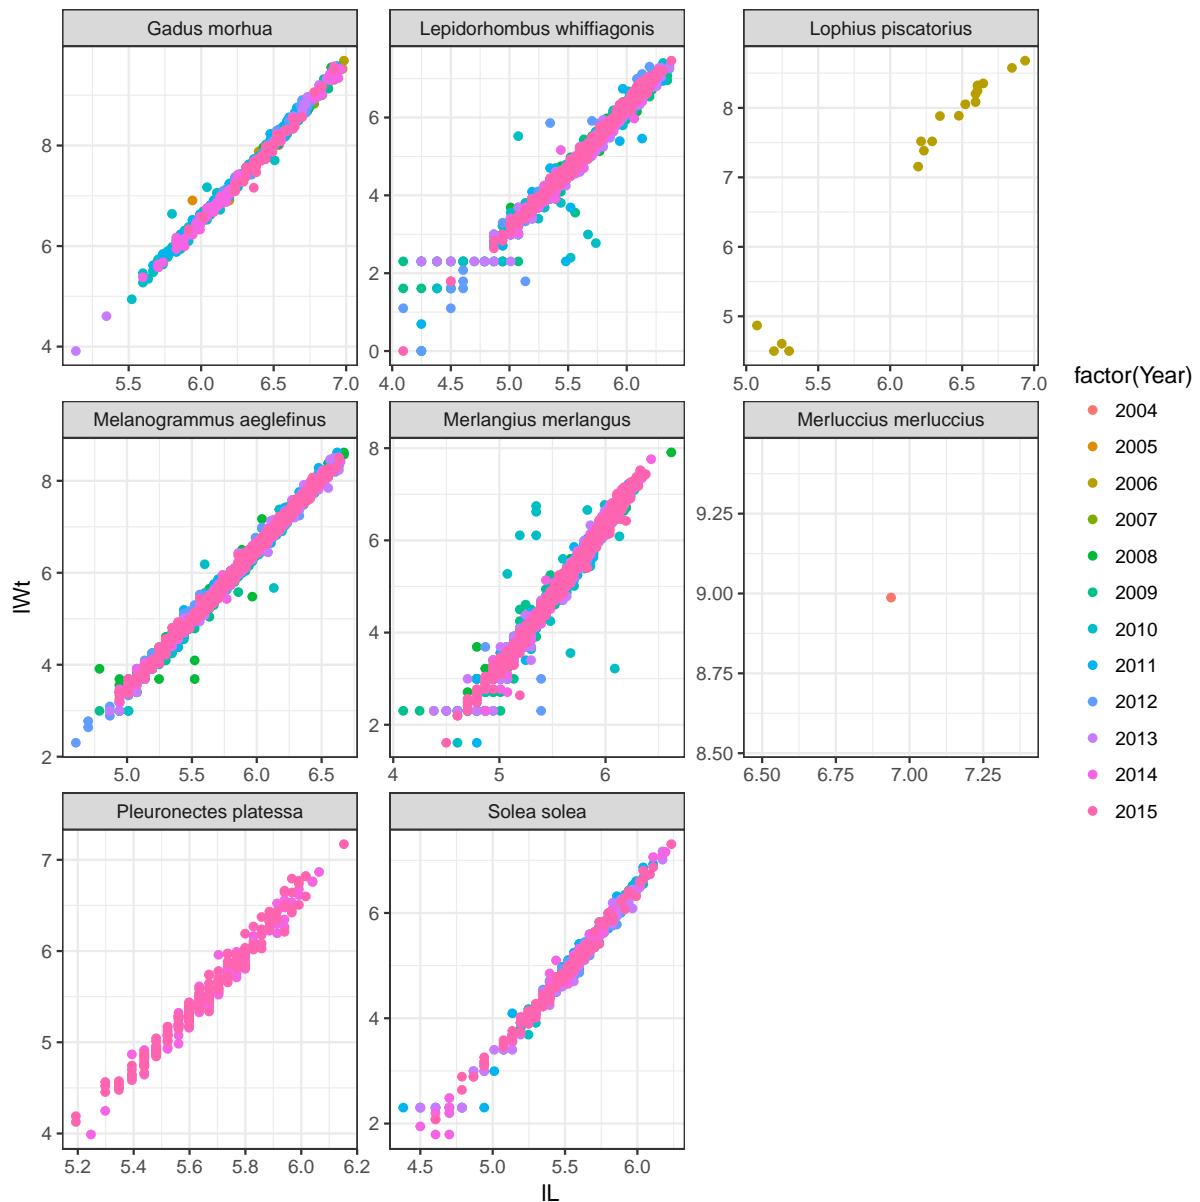 Gadus morhua
Lepidorhombus whiffiagonis
Lophius piscatorius
8
6
4
5.5 6.0 6.5 7.0
6
4
2
0
4.0 4.5 5.0 5.5 6.0
8
7
6
5
5.0 5.5 6.0 6.5 7.0
Melanogrammus aeglefinus
Merlangius merlangus
Merluccius merluccius
8
6
4
2
5.0 5.5 6.0 6.5
8
6
4
2
4 5 6
9.25
9.00
8.75
8.50
6.50 6.75 7.00 7.25
Pleuronectes platessa
Solea solea
7
6
5
4
5.2 5.4 5.6 5.8 6.0 6.2
6
4
2
4.5 5.0 5.5 6.0
lWt
lL
factor(Year)
2004
2005
2006
2007
2008
2009
2010
2011
2012
2013
2014
2015